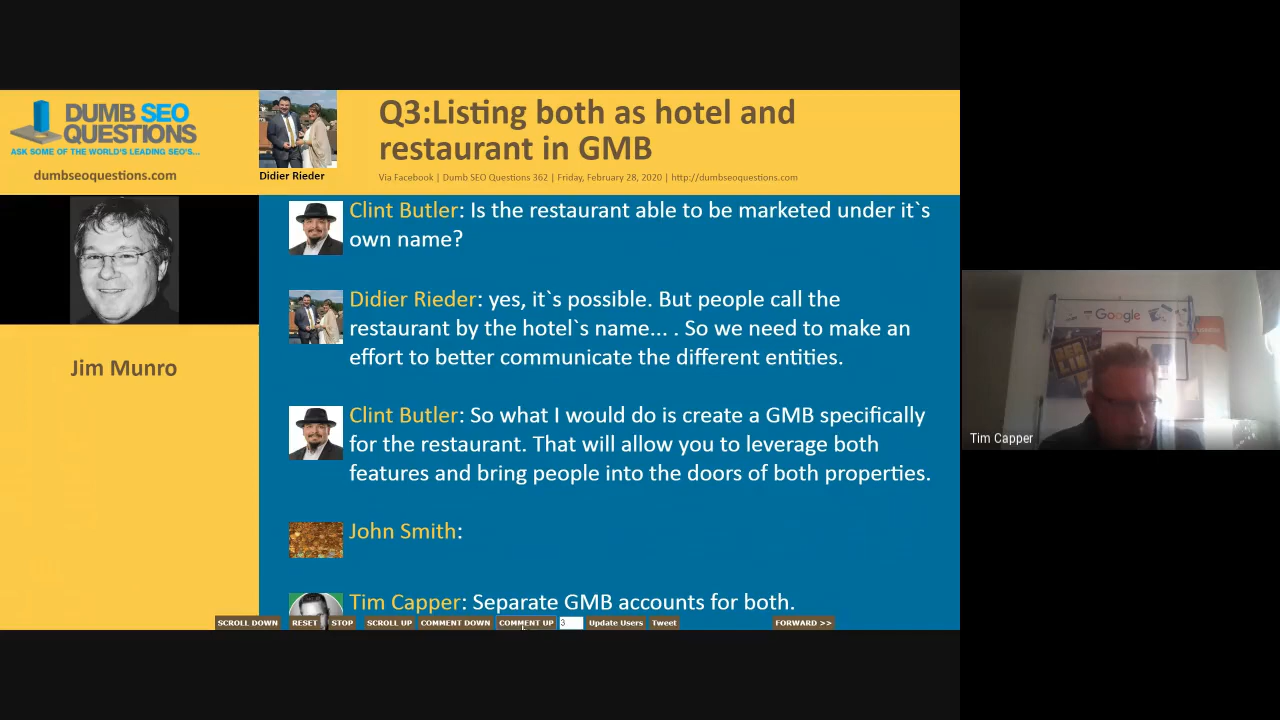 DUMB SEO
QUESTIONS
ASK SOME OF THE WORLD'S LEADING SEO'S...
dumbseoquestions.com
Didier Rieder
Q3:Listing both as hotel and
restaurant in GMB
Via Facebook | Dumb SEO Questions 362 | Friday, February 28, 2020 | http://dumbseoquestions.com
Jim Munro
Clint Butler: Is the restaurant able to be marketed under it`s
own name?
Didier Rieder: yes, it`s possible. But people call the
restaurant by the hotel`s name... . So we need to make an
effort to better communicate the different entities.
Clint Butler: So what I would do is create a GMB specifically
for the restaurant. That will allow you to leverage both
features and bring people into the doors of both properties.
John Smith:
Tim Capper: Separate GMB accounts for both.
SCROLL DOWN RESET STOP SCROLL UP COMMENT DOWN COMMENT UP 3 Update Users Tweet FORWARD >>
Google
Tim Capper